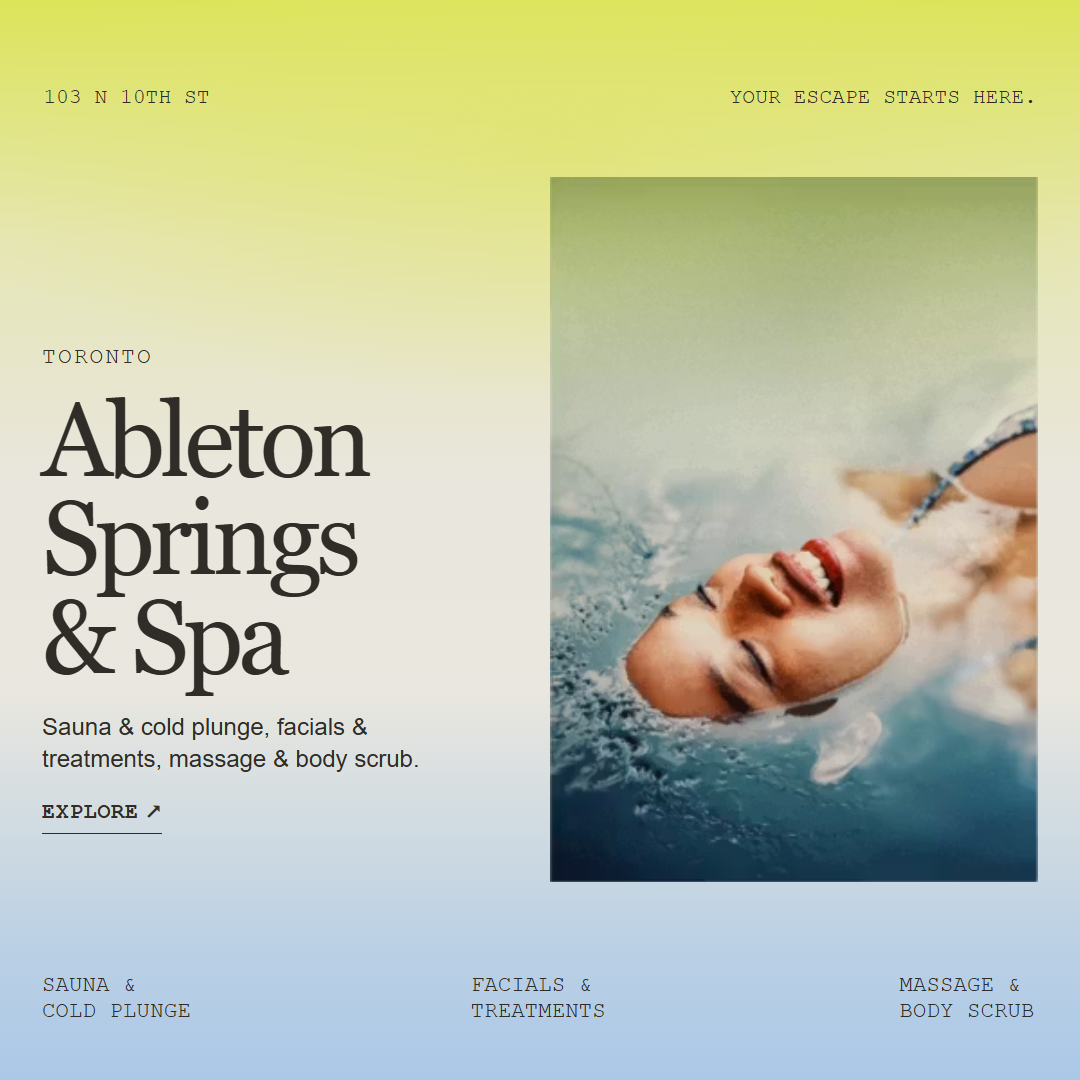 103 N 10TH ST
YOUR ESCAPE STARTS HERE.
TORONTO
Ableton
Springs
& Spa
Sauna & cold plunge, facials &
treatments, massage & body scrub.
EXPLORE ↗
SAUNA &
COLD PLUNGE
FACIALS &
TREATMENTS
MASSAGE &
BODY SCRUB